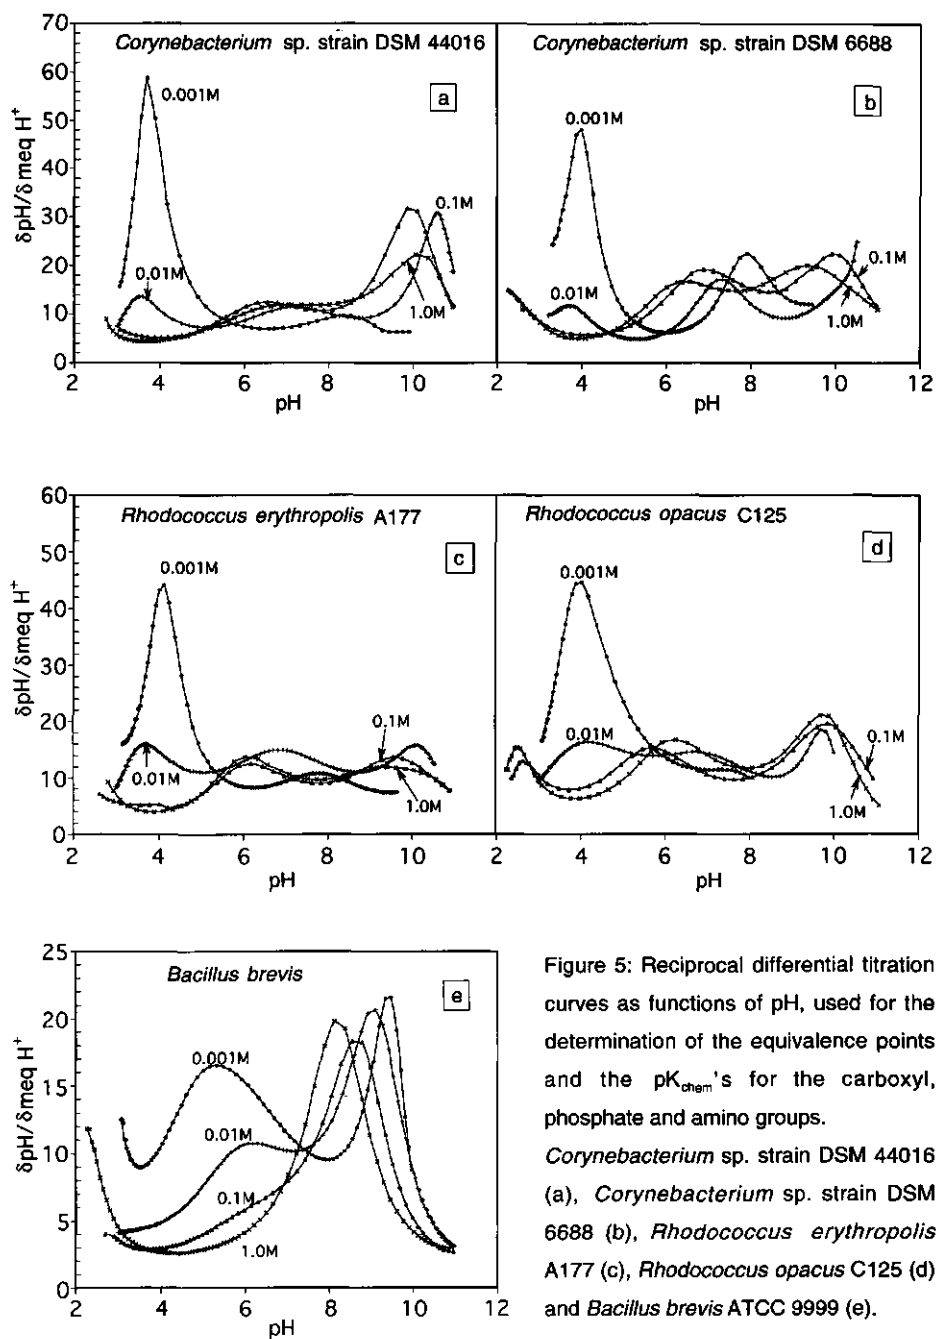 70
60
50
40
30
20
10
0
δpH/δmeq H⁺
Corynebacterium sp. strain DSM 44016
a
0.001M
0.01M
0.1M
1.0M
2 4 6 8 10
pH
Corynebacterium sp. strain DSM 6688
b
0.001M
0.01M
0.1M
1.0M
2 4 6 8 10 12
pH
60
50
40
30
20
10
0
δpH/δmeq H⁺
Rhodococcus erythropolis A177
c
0.001M
0.01M
0.1M
1.0M
2 4 6 8 10
pH
Rhodococcus opacus C125
d
0.001M
0.01M
0.1M
1.0M
2 4 6 8 10 12
pH
25
20
15
10
5
0
δpH/δmeq H⁺
Bacillus brevis
e
0.001M
0.01M
0.1M
1.0M
2 4 6 8 10 12
pH
Figure 5: Reciprocal differential titration
curves as functions of pH, used for the
determination of the equivalence points
and the pKchem's for the carboxyl,
phosphate and amino groups.
Corynebacterium sp. strain DSM 44016
(a), Corynebacterium sp. strain DSM
6688 (b), Rhodococcus erythropolis
A177 (c), Rhodococcus opacus C125 (d)
and Bacillus brevis ATCC 9999 (e).